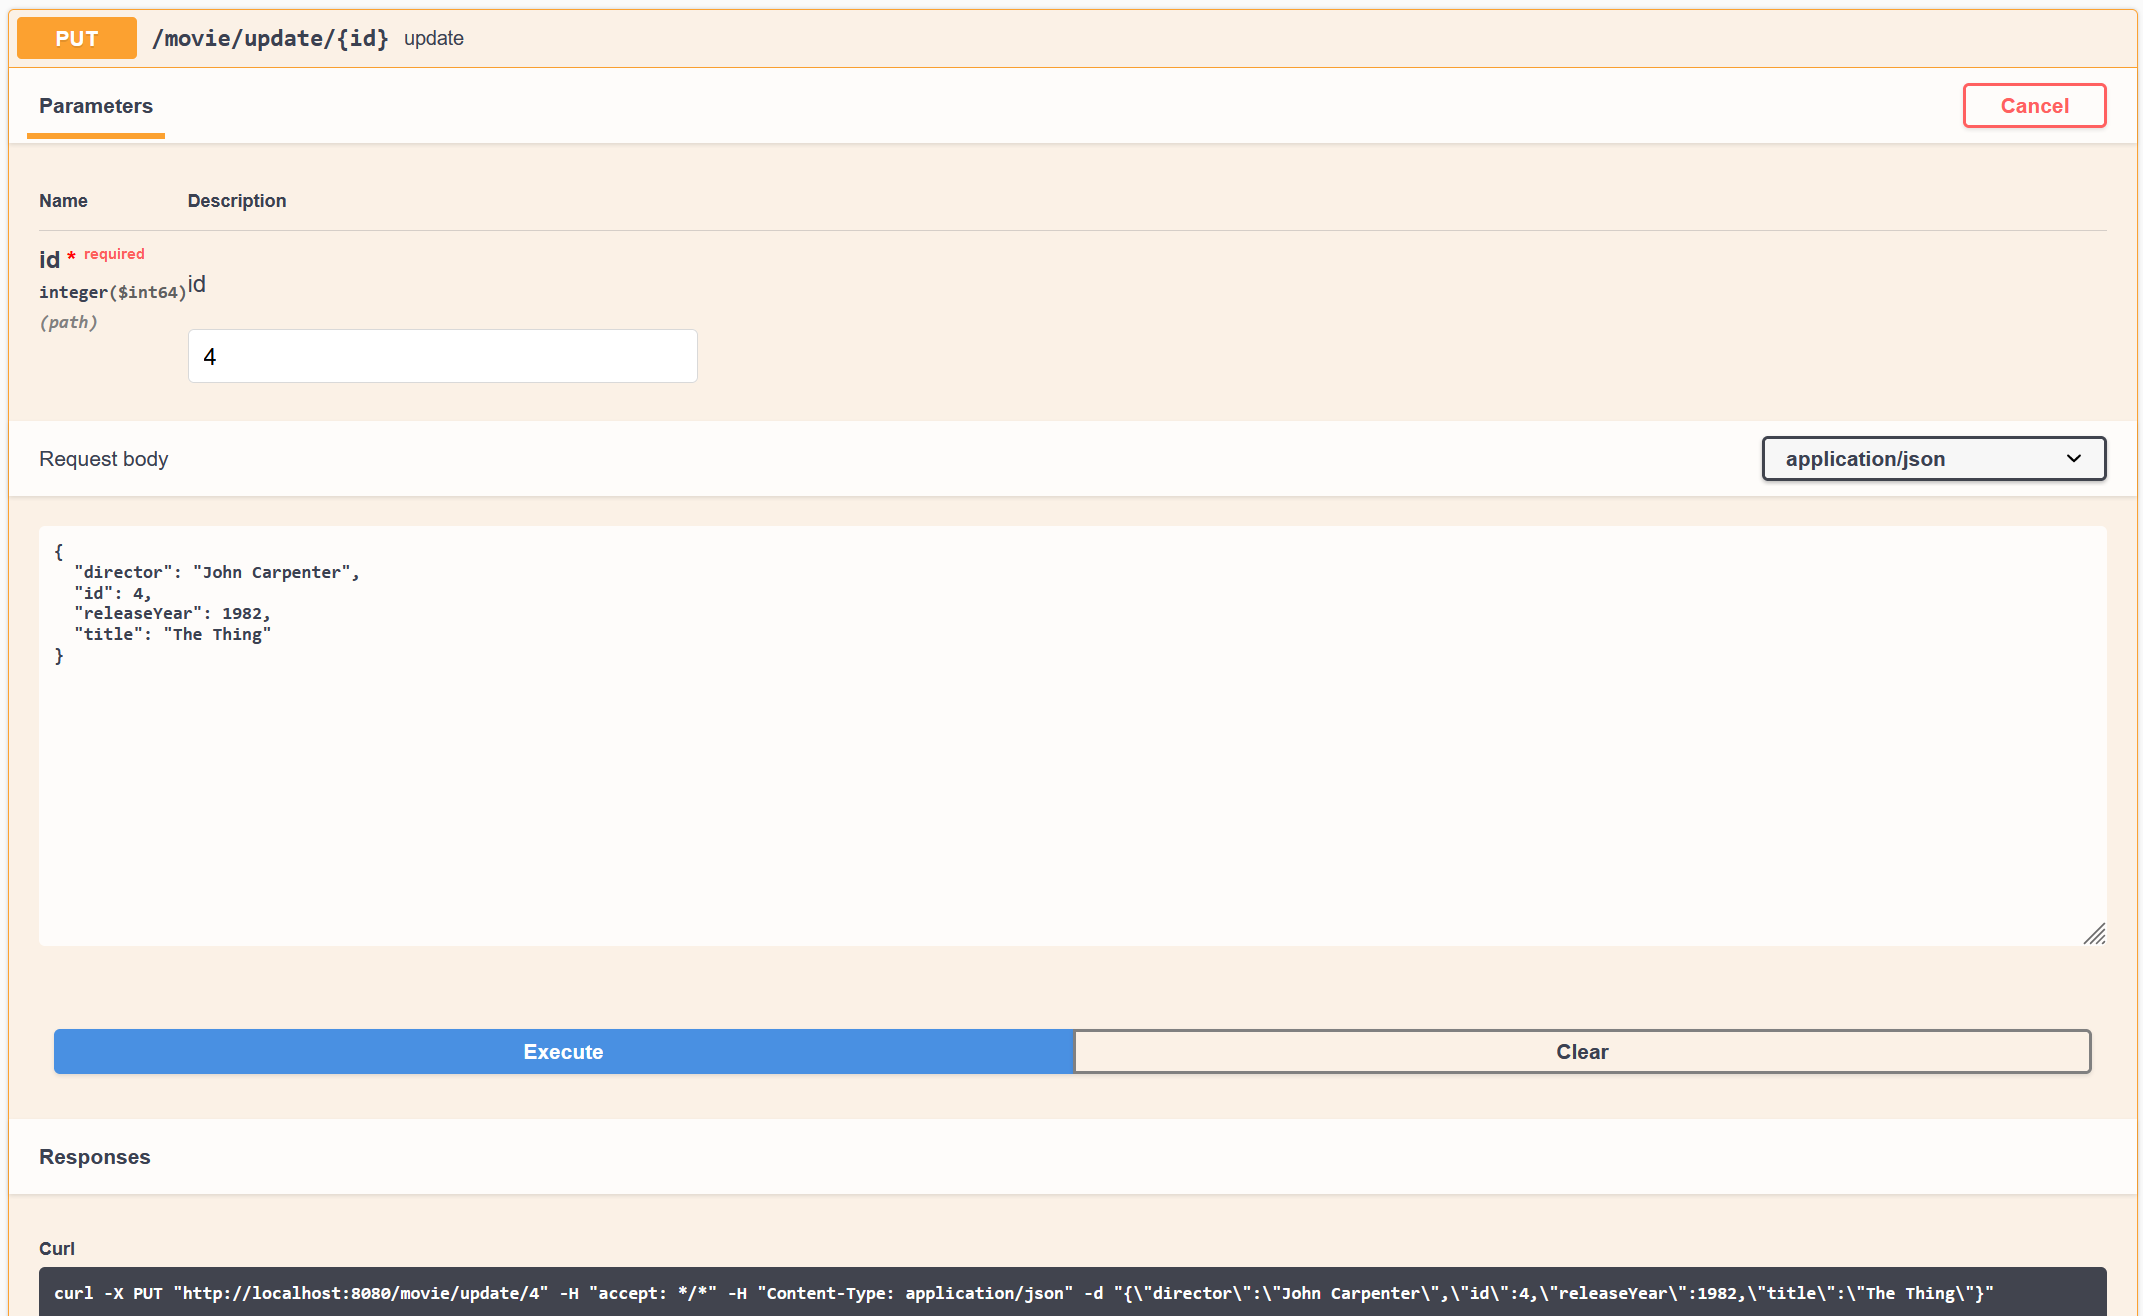 PUT /movie/update/{id} update
Parameters Cancel
Name Description
id * required
integer($int64)
(path)
id
4
Request body application/json
{
  "director": "John Carpenter",
  "id": 4,
  "releaseYear": 1982,
  "title": "The Thing"
}
Execute Clear
Responses
Curl
curl -X PUT "http://localhost:8080/movie/update/4" -H "accept: */*" -H "Content-Type: application/json" -d "{\"director\":\"John Carpenter\",\"id\":4,\"releaseYear\":1982,\"title\":\"The Thing\"}"